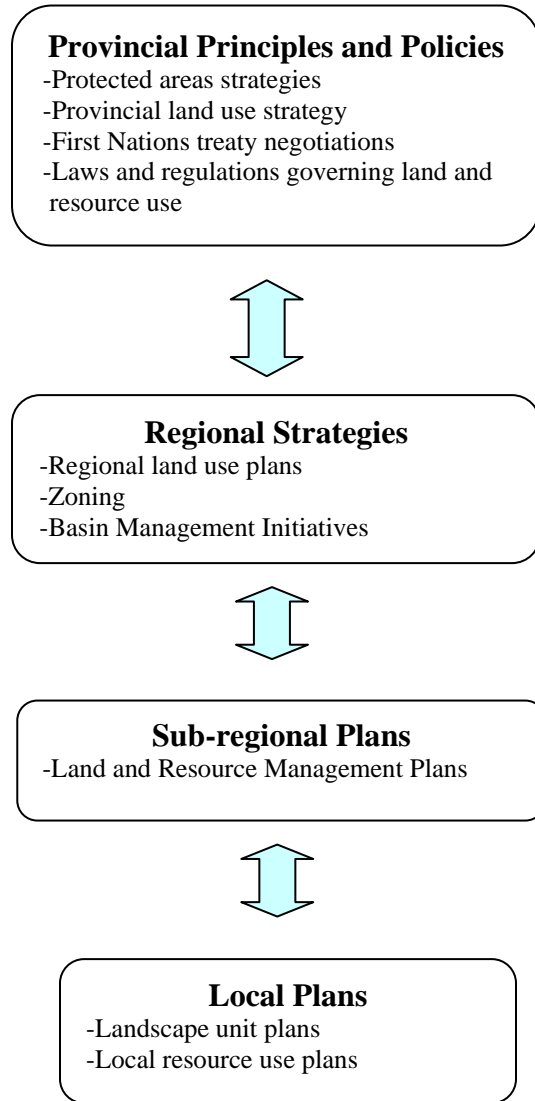 Provincial Principles and Policies
-Protected areas strategies
-Provincial land use strategy
-First Nations treaty negotiations
-Laws and regulations governing land and
resource use
Regional Strategies
-Regional land use plans
-Zoning
-Basin Management Initiatives
Sub-regional Plans
-Land and Resource Management Plans
Local Plans
-Landscape unit plans
-Local resource use plans